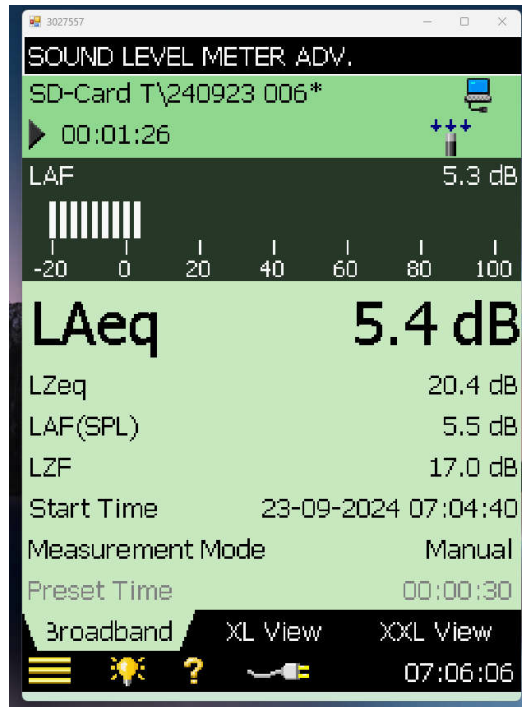 3027557
SOUND LEVEL METER ADV.
SD-Card T\240923 006*
00:01:26
LAF 5.3 dB
-20 0 20 40 60 80 100
LAeq 5.4 dB
LZeq 20.4 dB
LAF(SPL) 5.5 dB
LZF 17.0 dB
Start Time 23-09-2024 07:04:40
Measurement Mode Manual
Preset Time 00:00:30
Broadband XL View XXL View
? 07:06:06